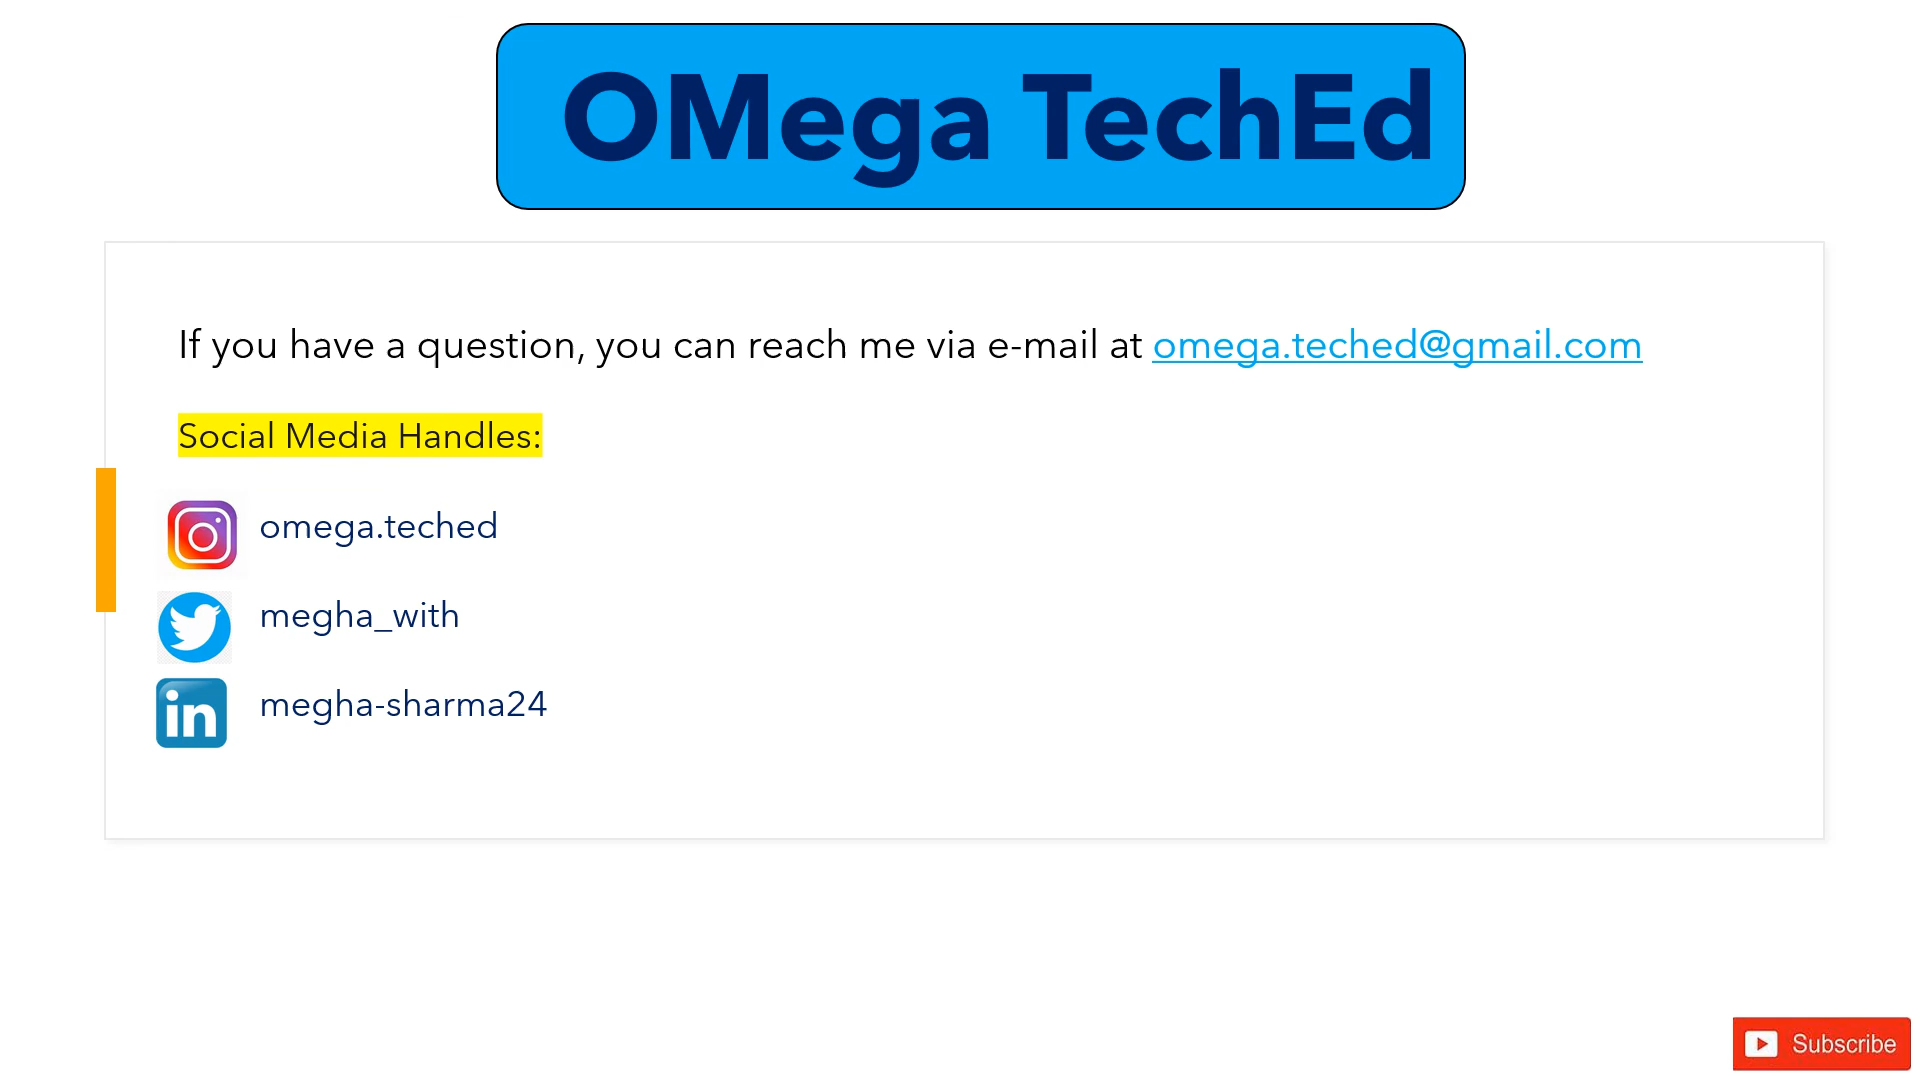 OMega TechEd
If you have a question, you can reach me via e-mail at omega.teched@gmail.com
Social Media Handles:
omega.teched
megha_with
in megha-sharma24
Subscribe